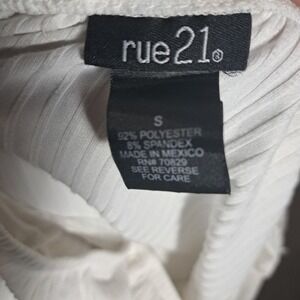 rue21®
S
92% POLYESTER
8% SPANDEX
MADE IN MEXICO
RN# 70829
SEE REVERSE
FOR CARE